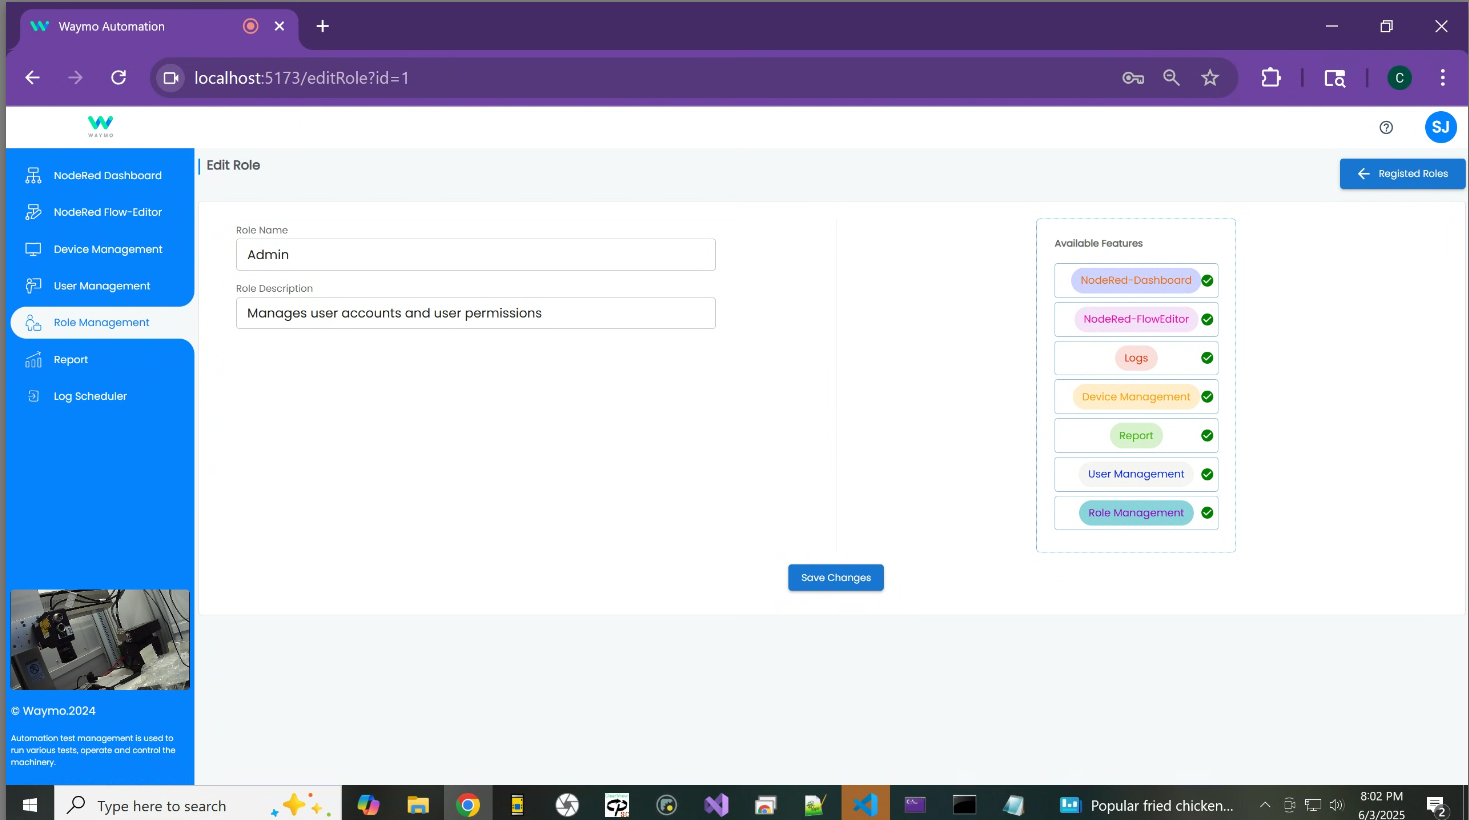 Waymo Automation
localhost:5173/editRole?id=1
C
WAYMO
SJ
NodeRed Dashboard
NodeRed Flow-Editor
Device Management
User Management
Role Management
Report
Log Scheduler
© Waymo.2024
Automation test management is used to
run various tests, operate and control the
machinery.
Edit Role
Registed Roles
Role Name
Admin
Role Description
Manages user accounts and user permissions
Available Features
NodeRed-Dashboard
NodeRed-FlowEditor
Logs
Device Management
Report
User Management
Role Management
Save Changes
Type here to search
Popular fried chicken...
8:02 PM
6/3/2025
2